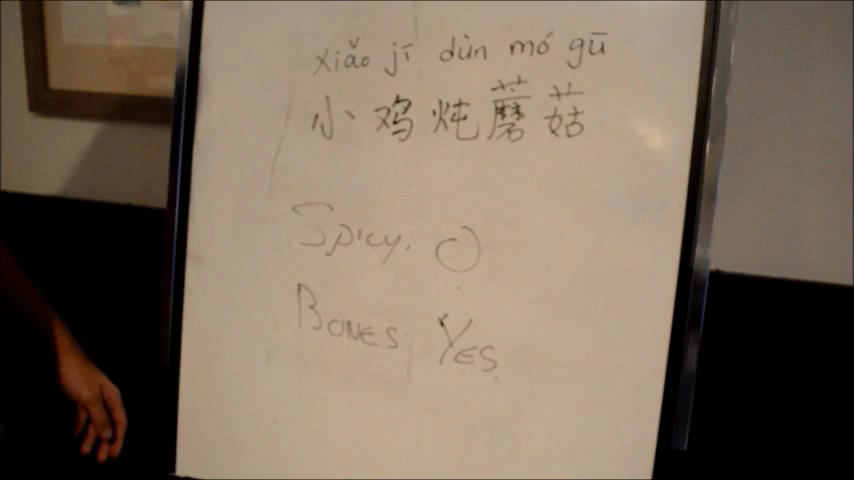 xiǎo jī dùn mó gū
小鸡炖蘑菇
Spicy: 0
BONES: YES